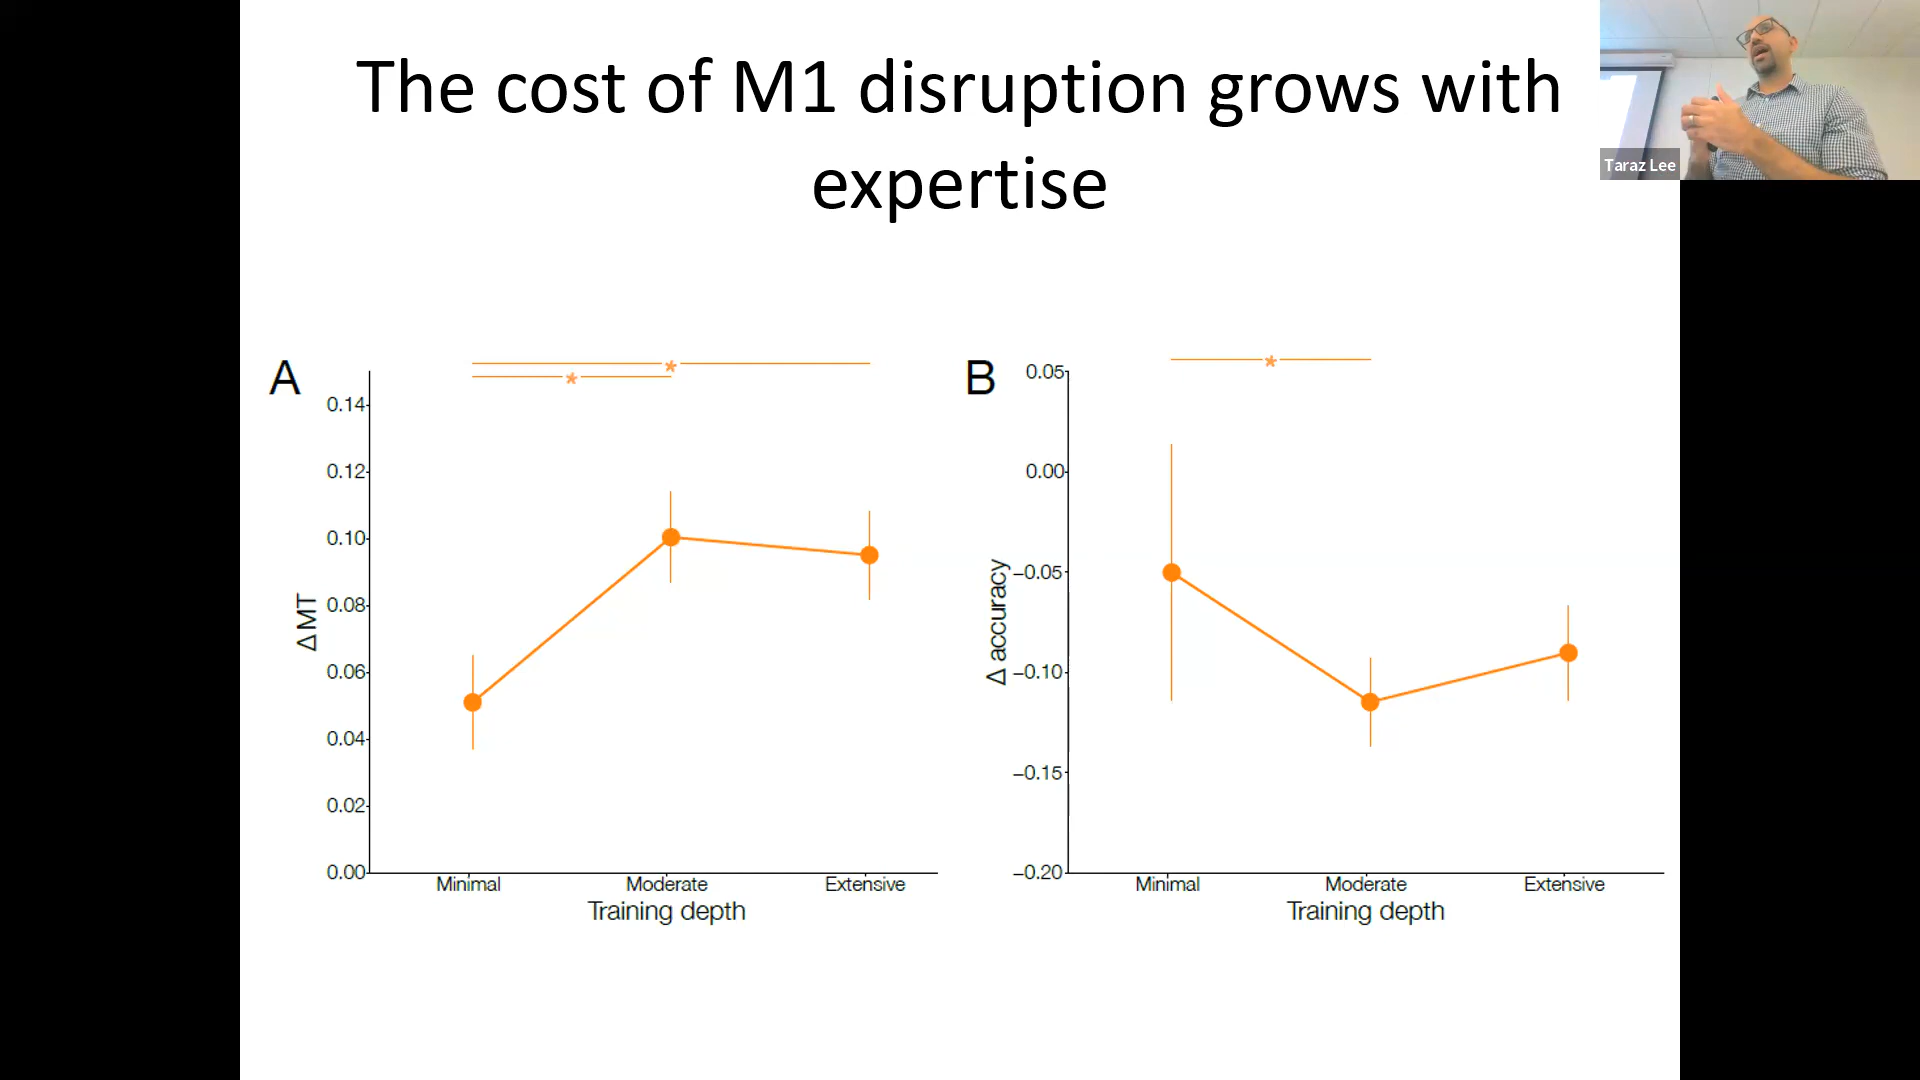 The cost of M1 disruption grows with
expertise
Taraz Lee
A
*
*
0.14
0.12
0.10
0.08
0.06
0.04
0.02
0.00
Δ MT
Minimal
Moderate
Extensive
Training depth
B
*
0.05
0.00
−0.05
−0.10
−0.15
−0.20
Δ accuracy
Minimal
Moderate
Extensive
Training depth